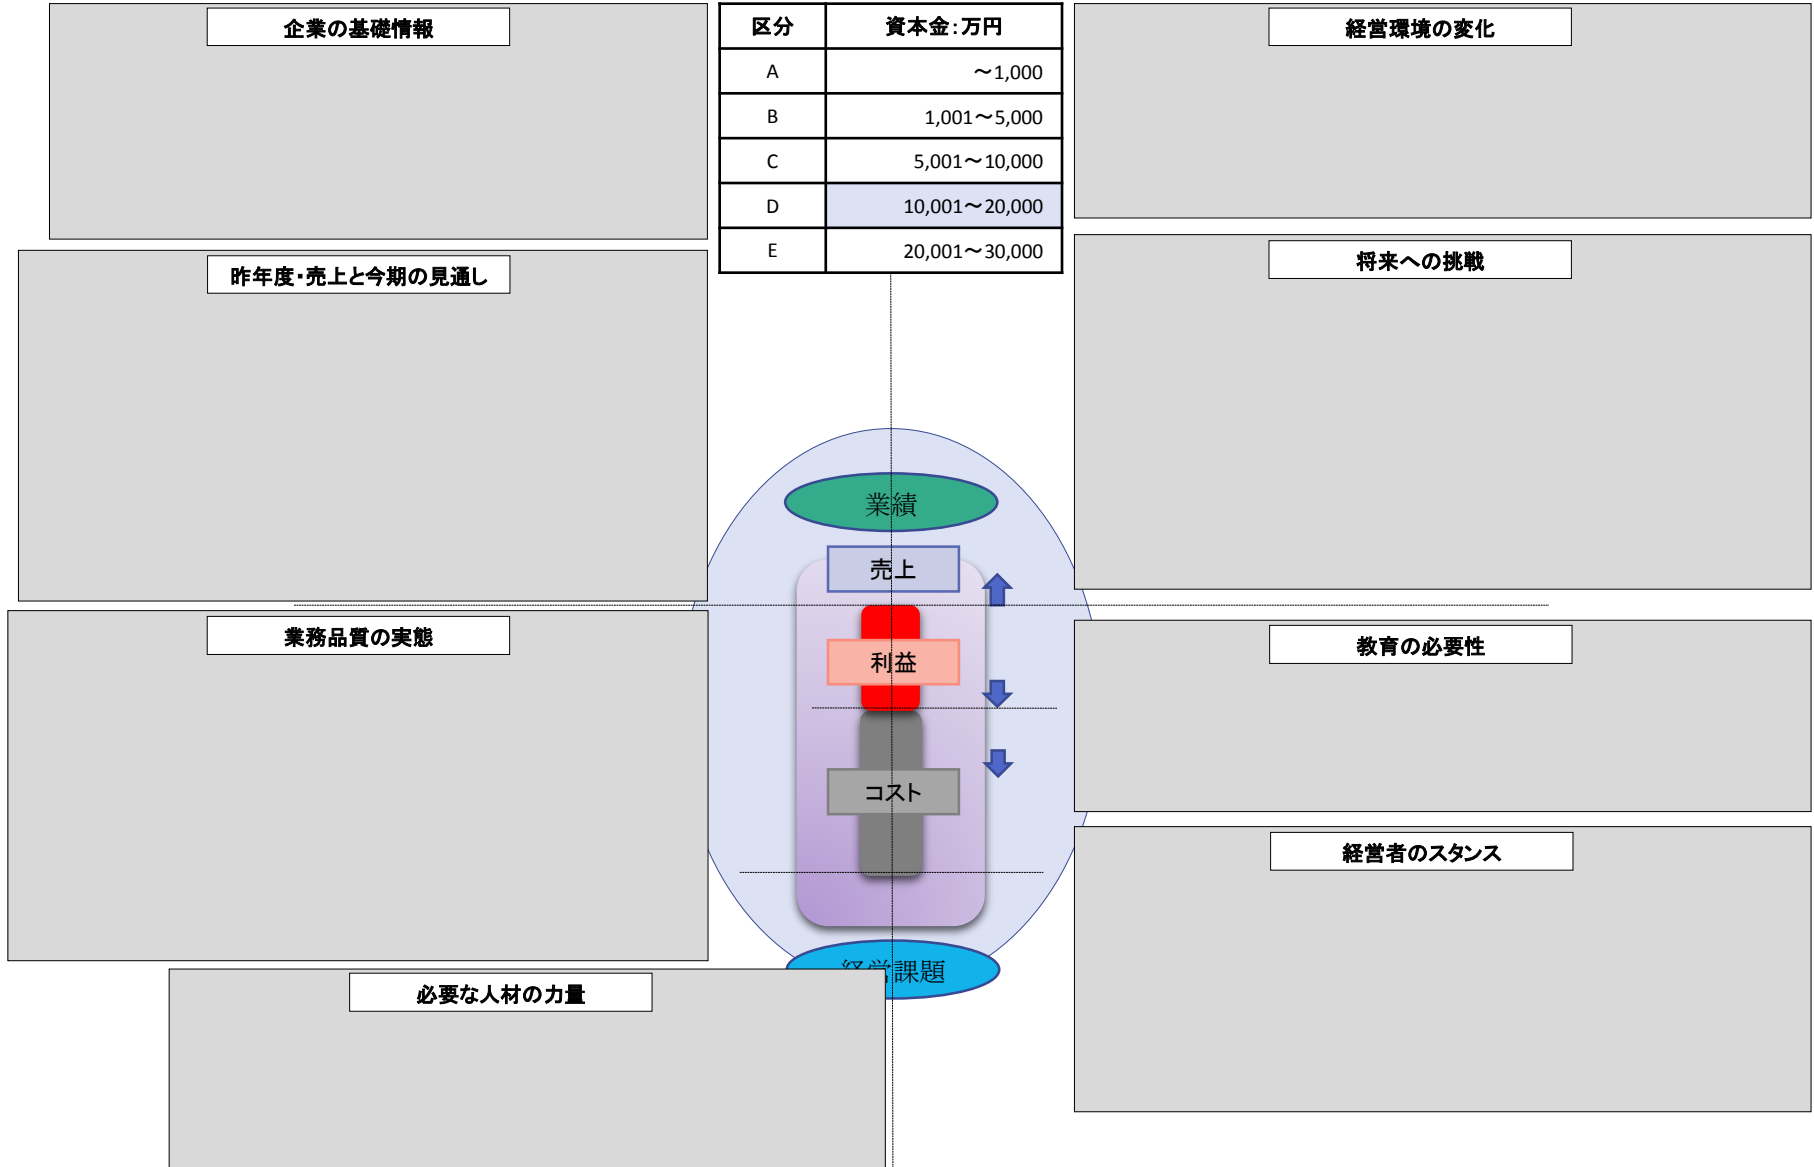 企業の基礎情報
区分 資本金:万円
A ～1,000
B 1,001～5,000
C 5,001～10,000
D 10,001～20,000
E 20,001～30,000
経営環境の変化
昨年度・売上と今期の見通し
将来への挑戦
業績
売上
利益
コスト
経営課題
業務品質の実態
教育の必要性
経営者のスタンス
必要な人材の力量